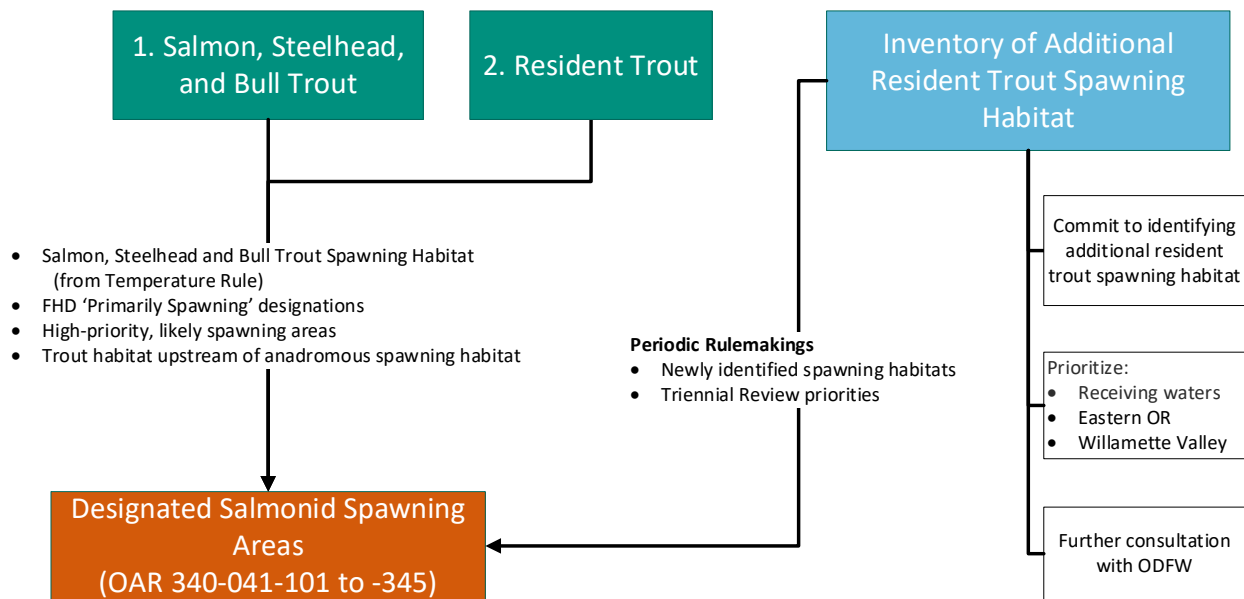 1. Salmon, Steelhead,
and Bull Trout
2. Resident Trout
Inventory of Additional
Resident Trout Spawning
Habitat
• Salmon, Steelhead and Bull Trout Spawning Habitat
(from Temperature Rule)
• FHD ‘Primarily Spawning’ designations
• High-priority, likely spawning areas
• Trout habitat upstream of anadromous spawning habitat
Periodic Rulemakings
• Newly identified spawning habitats
• Triennial Review priorities
Commit to identifying
additional resident
trout spawning habitat
Prioritize:
• Receiving waters
• Eastern OR
• Willamette Valley
Further consultation
with ODFW
Designated Salmonid Spawning
Areas
(OAR 340-041-101 to -345)